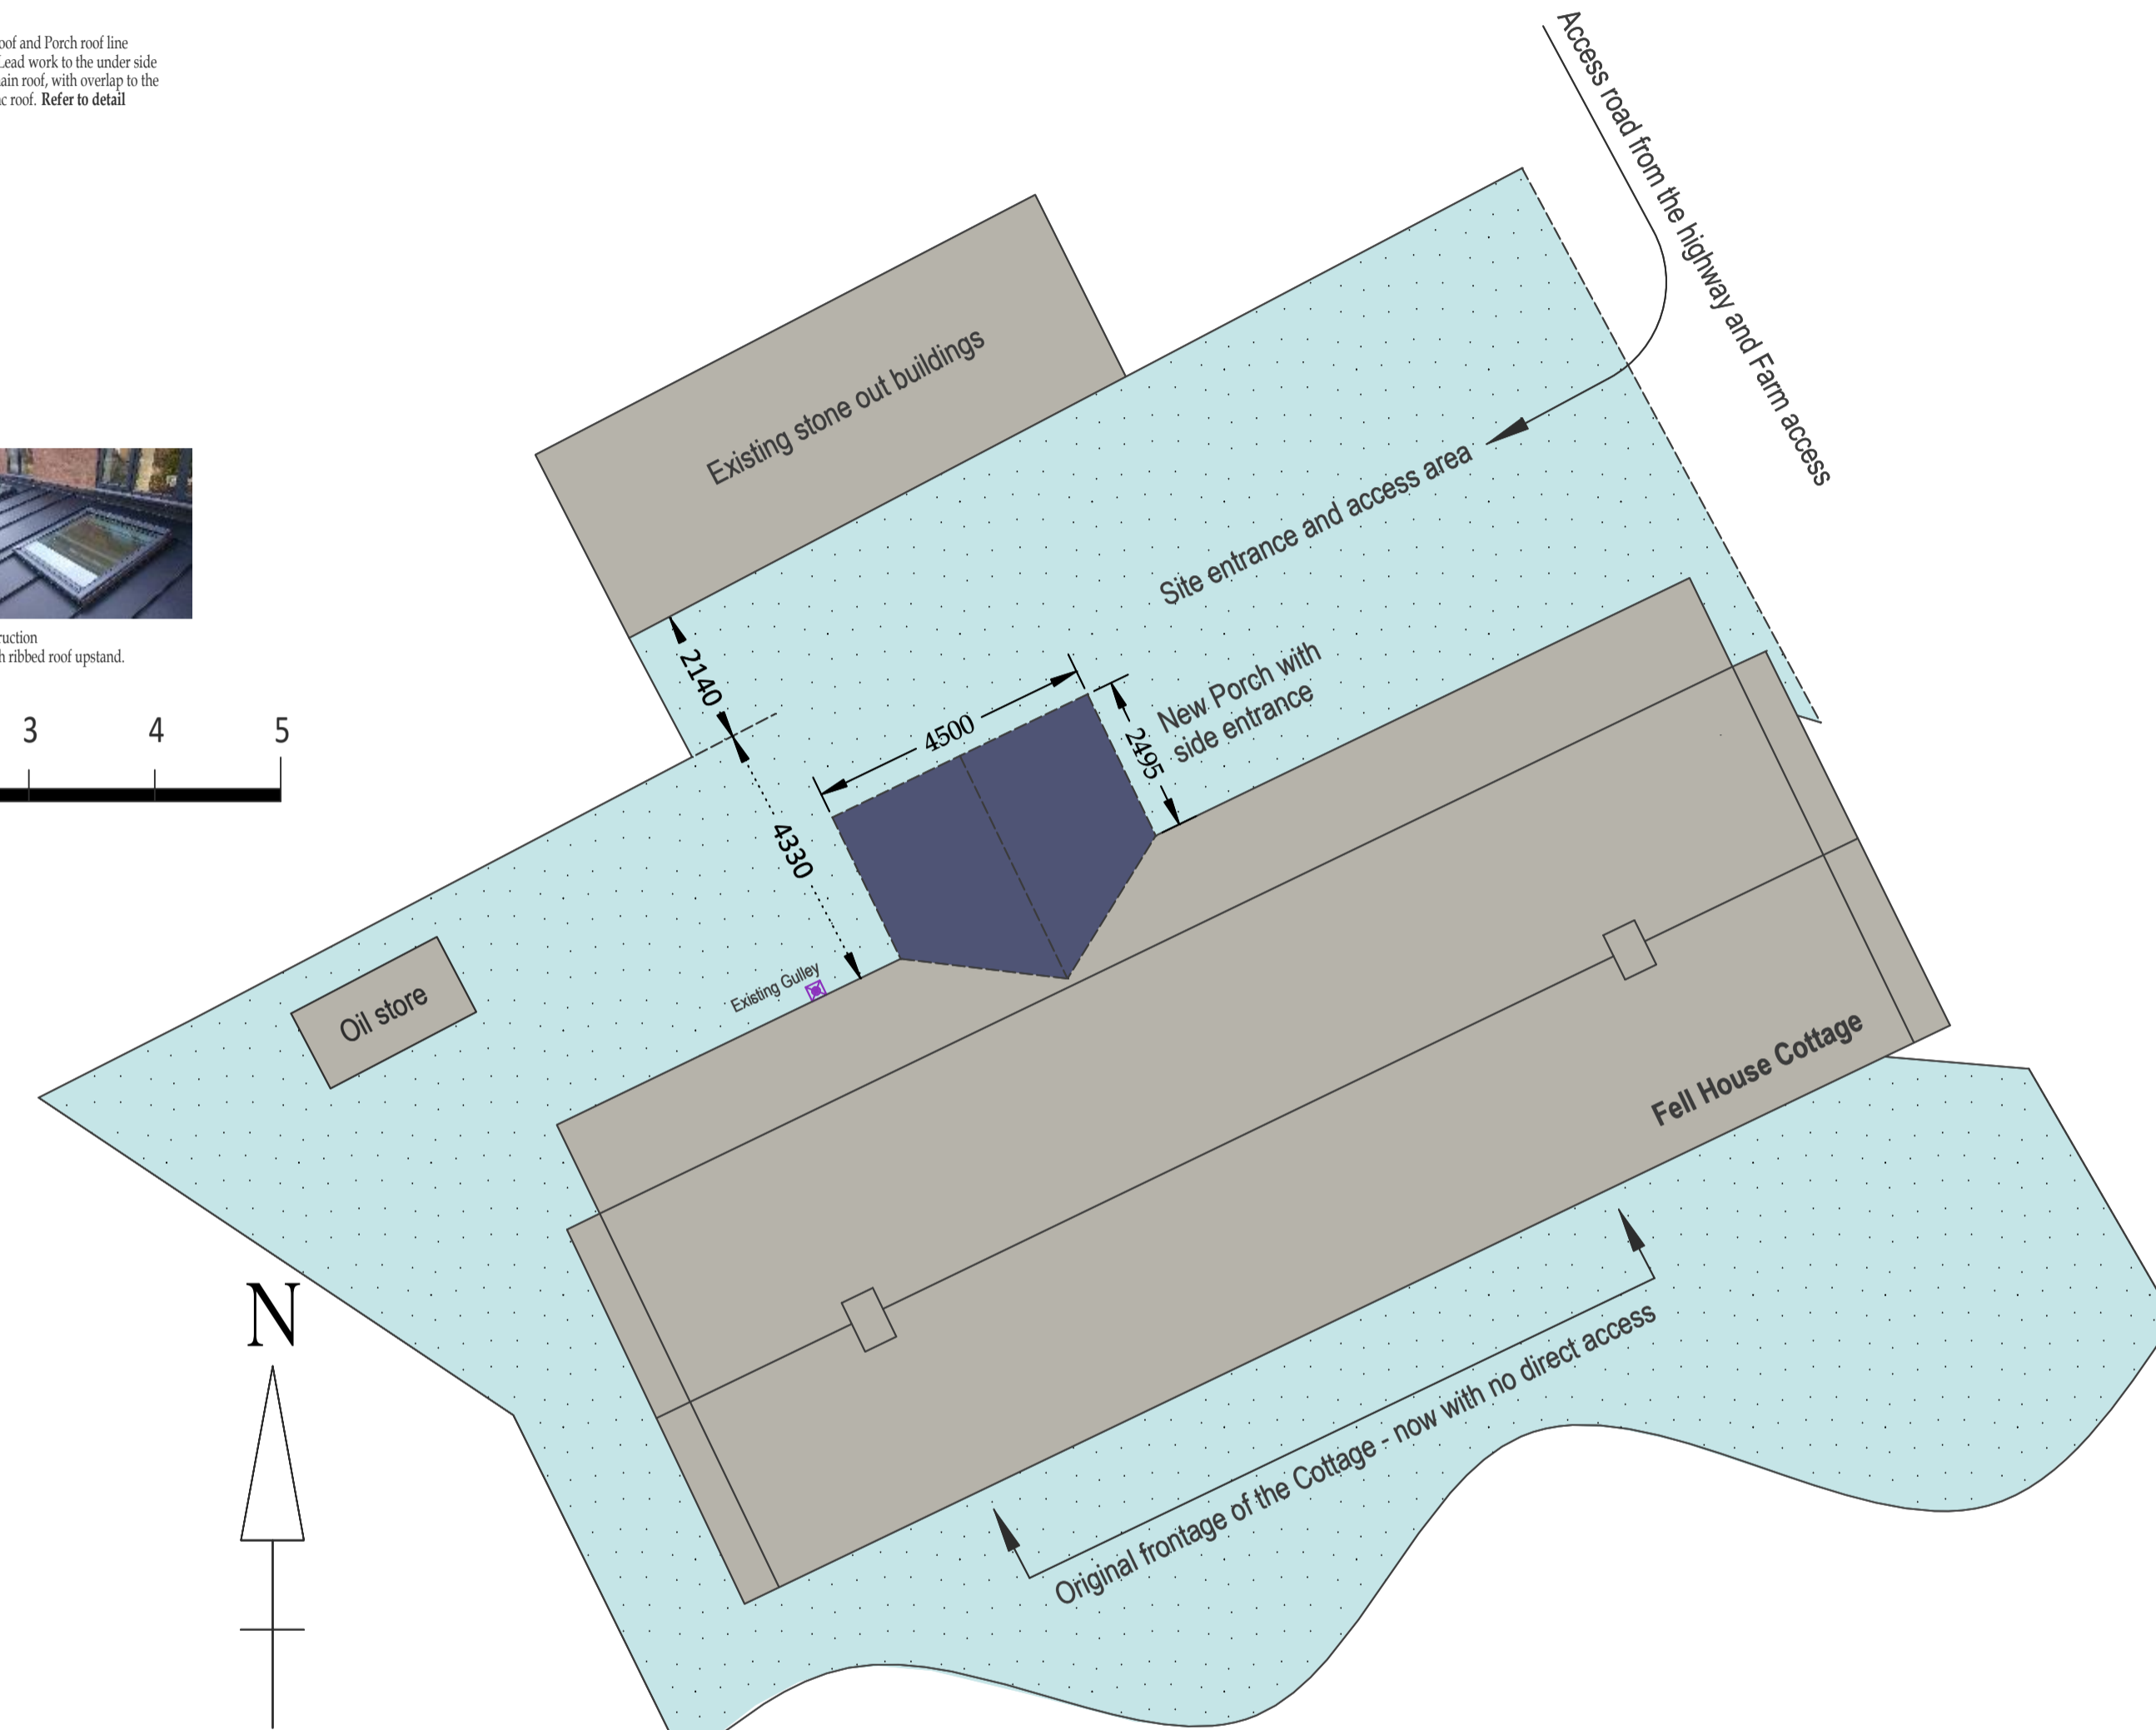 oof and Porch roof line
Lead work to the under side
ain roof, with overlap to the
c roof. Refer to detail
ruction
h ribbed roof upstand.
3 4 5
Access road from the highway and Farm access
Existing stone out buildings
Site entrance and access area
2140
4500
New Porch with
side entrance
2495
4330
Existing Gulley
Oil store
Fell House Cottage
Original frontage of the Cottage - now with no direct access
N